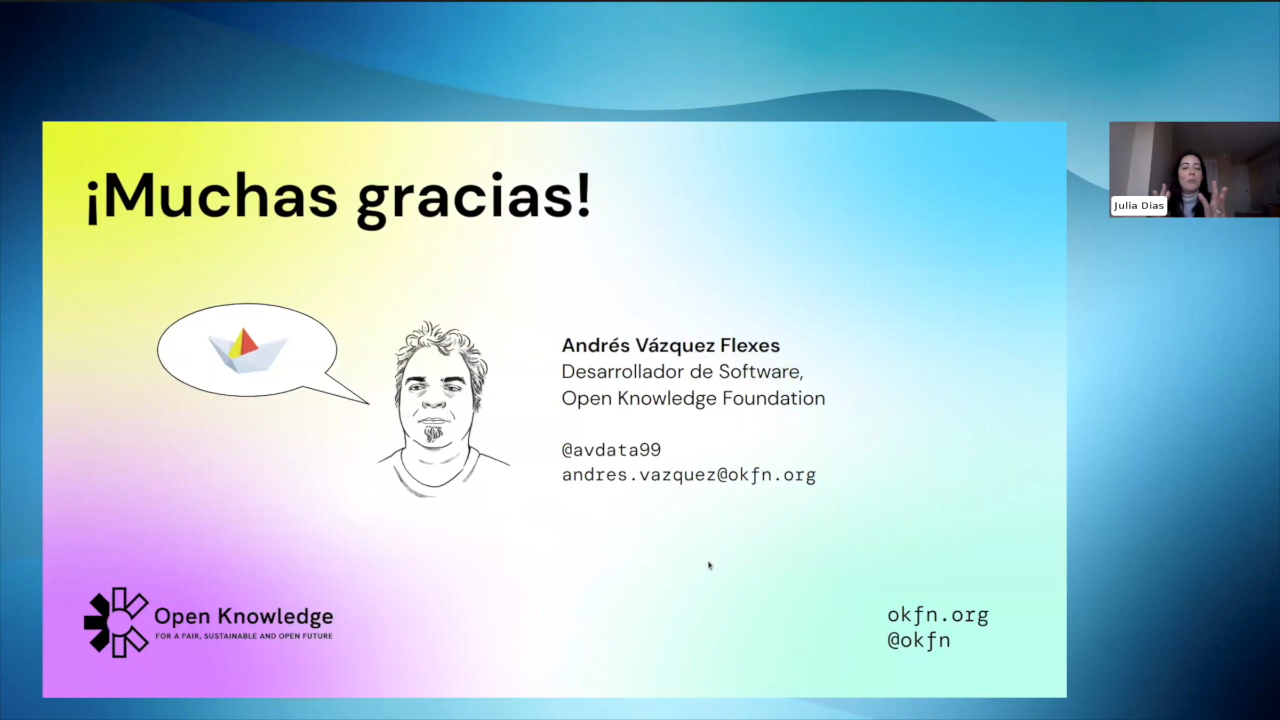 ¡Muchas gracias!
Andrés Vázquez Flexes
Desarrollador de Software,
Open Knowledge Foundation
@avdata99
andres.vazquez@okfn.org
Open Knowledge
FOR A FAIR, SUSTAINABLE AND OPEN FUTURE
okfn.org
@okfn
Julia Dias